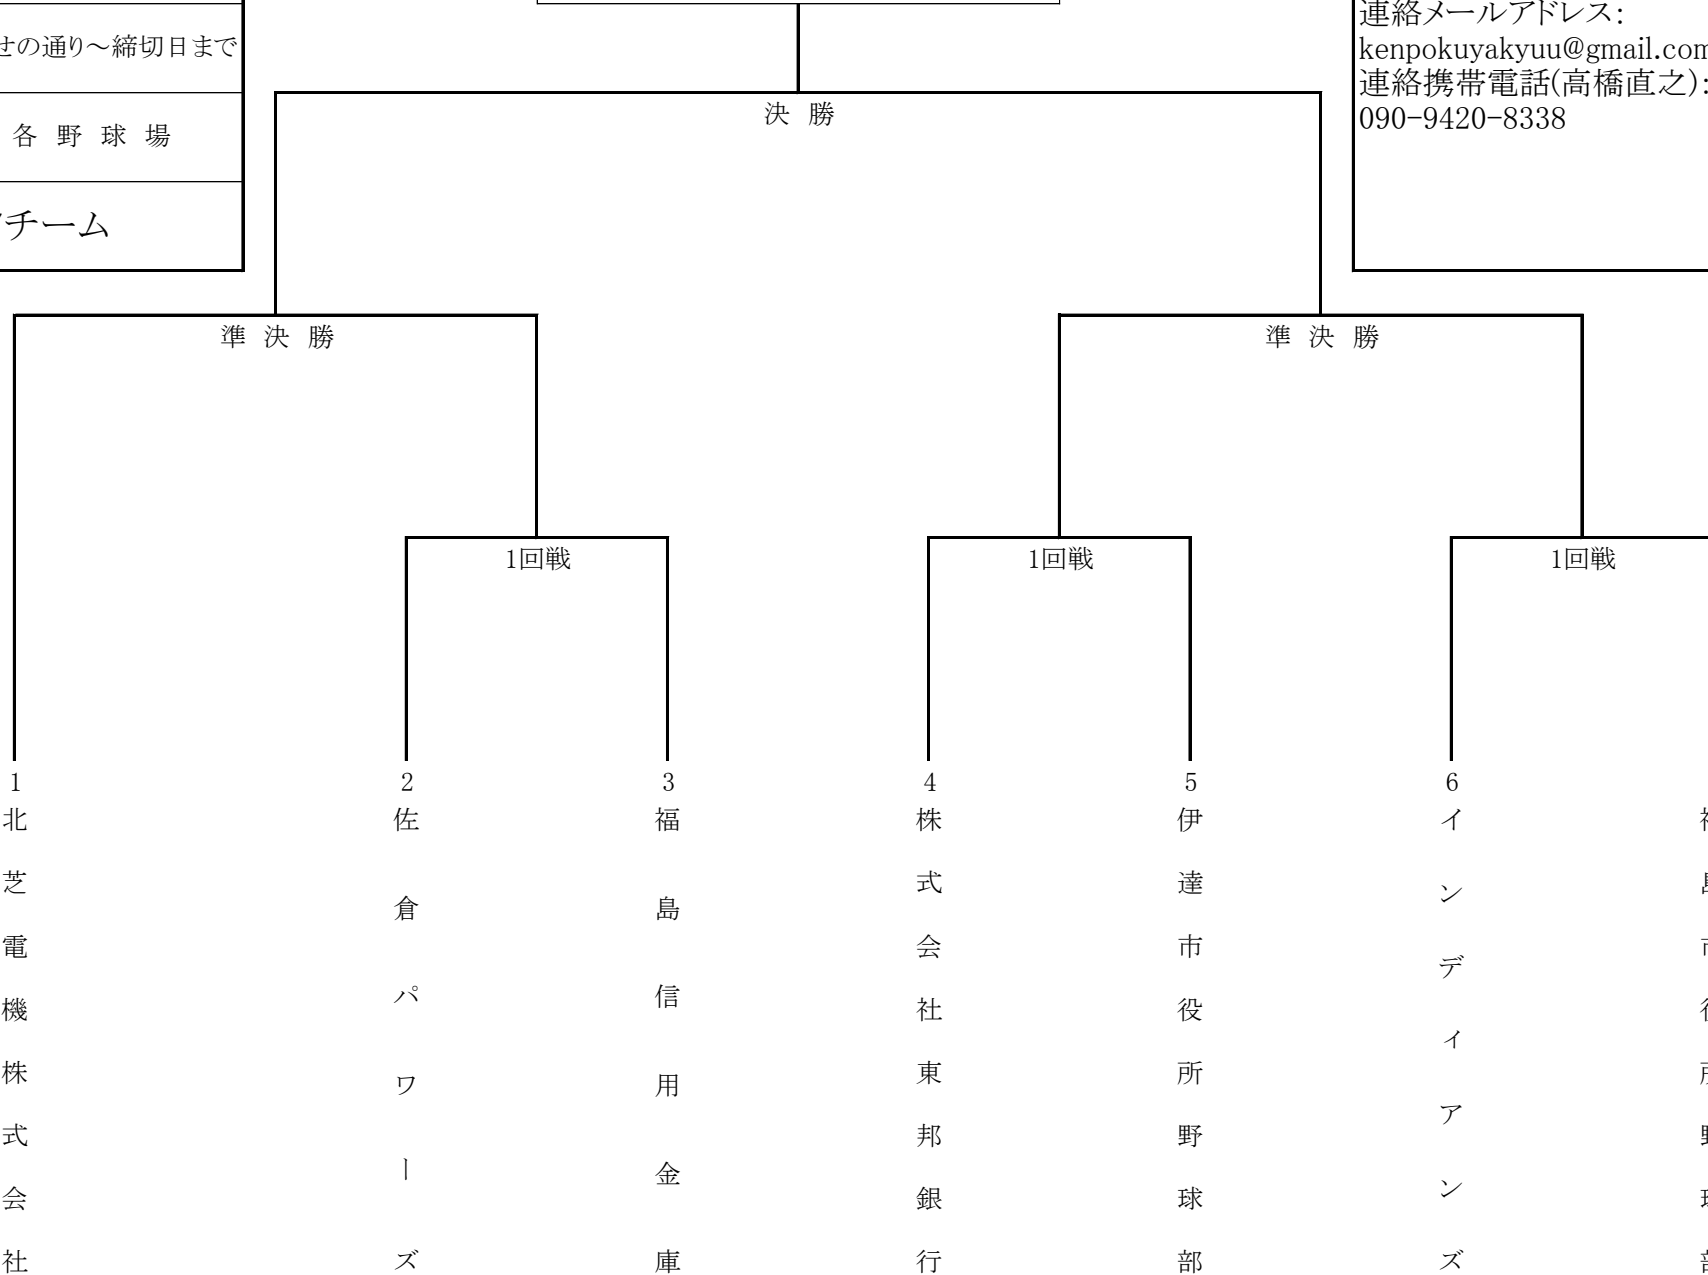 せの通り～締切日まで
各野球場
チーム
連絡メールアドレス:
kenpokuyakyuu@gmail.com
連絡携帯電話(高橋直之):
090-9420-8338
決勝
準決勝
準決勝
1回戦
1回戦
1回戦
1
北芝電機株式会社
2
佐倉パワーズ
3
福島信用金庫
4
株式会社東邦銀行
5
伊達市役所野球部
6
インディアンズ